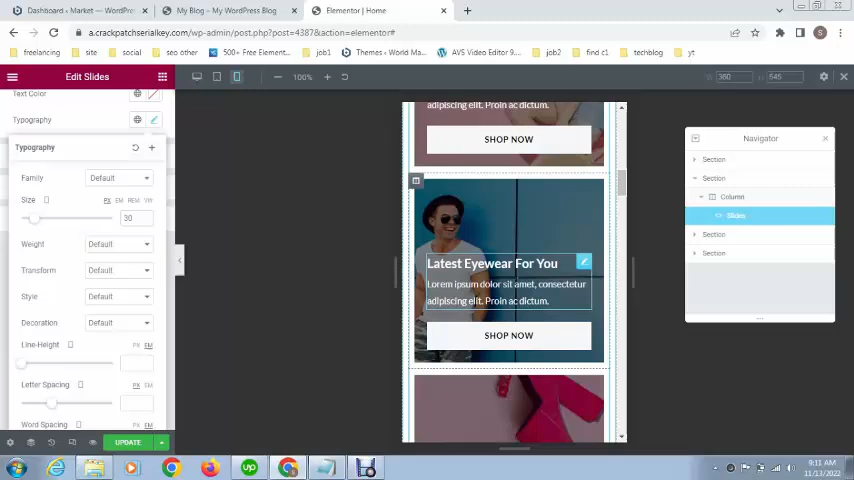 Dashboard ‹ Market — WordPres
My Blog – My WordPress Blog
Elementor | Home
a.crackpatchserialkey.com/wp-admin/post.php?post=4387&action=elementor#
S
freelancing
site
social
seo other
500+ Free Element...
job1
Themes ‹ World Ma...
AVS Video Editor 9....
job2
find c1
techblog
yt
Edit Slides
100%
W
360
H
645
Text Color
Typography
Typography
Family
Default
Size
PX EM REM VW
30
Weight
Default
Transform
Default
Style
Default
Decoration
Default
Line-Height
PX EM
Letter Spacing
PX EM
Word Spacing
UPDATE
adipiscing elit. Proin ac dictum.
SHOP NOW
Latest Eyewear For You
Lorem ipsum dolor sit amet, consectetur
adipiscing elit. Proin ac dictum.
SHOP NOW
Navigator
Section
Section
Column
Slides
Section
Section
up
9:11 AM
11/13/2022